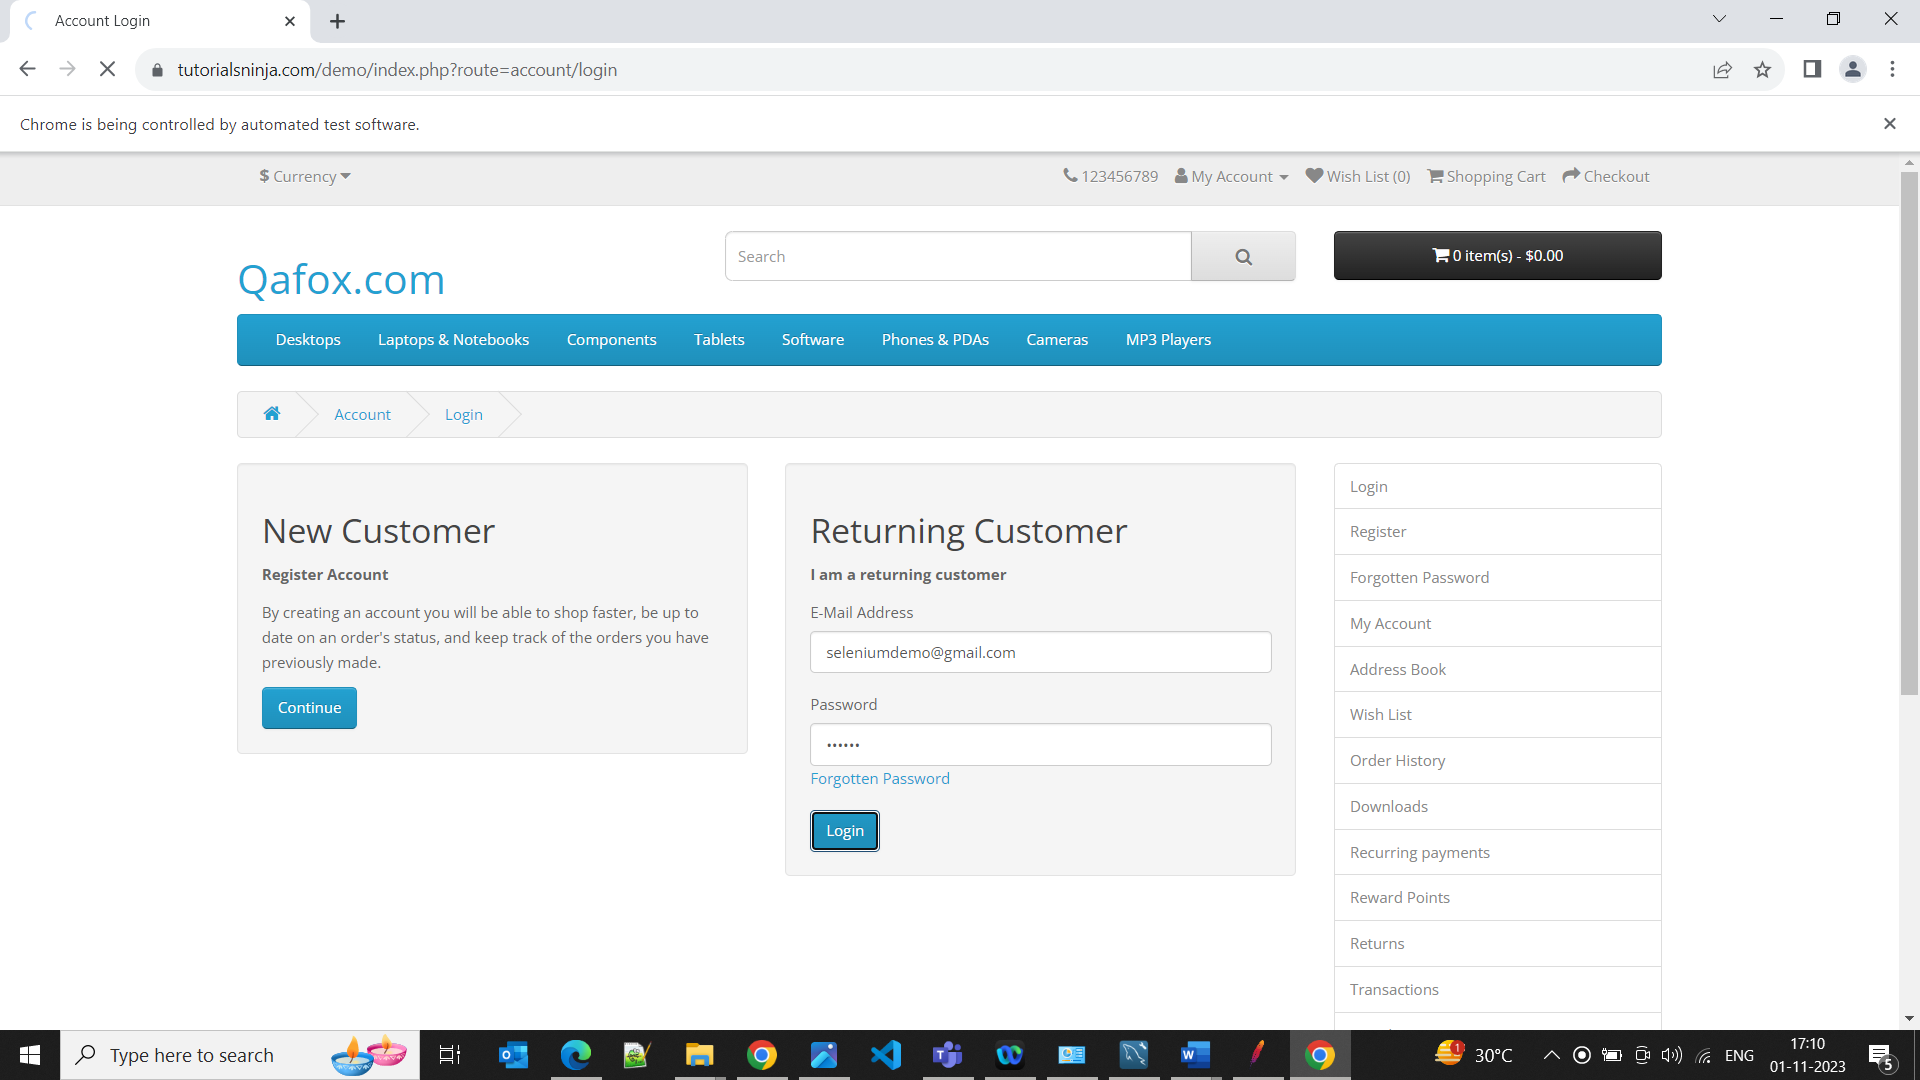 Account Login
tutorialsninja.com/demo/index.php?route=account/login
Chrome is being controlled by automated test software.
$ Currency
123456789
My Account
Wish List (0)
Shopping Cart
Checkout
Qafox.com
Search
0 item(s) - $0.00
Desktops
Laptops & Notebooks
Components
Tablets
Software
Phones & PDAs
Cameras
MP3 Players
Account
Login
New Customer
Register Account
By creating an account you will be able to shop faster, be up to
date on an order's status, and keep track of the orders you have
previously made.
Continue
Returning Customer
I am a returning customer
E-Mail Address
seleniumdemo@gmail.com
Password
••••••
Forgotten Password
Login
Login
Register
Forgotten Password
My Account
Address Book
Wish List
Order History
Downloads
Recurring payments
Reward Points
Returns
Transactions
Type here to search
1
30°C
ENG
17:10
01-11-2023
5